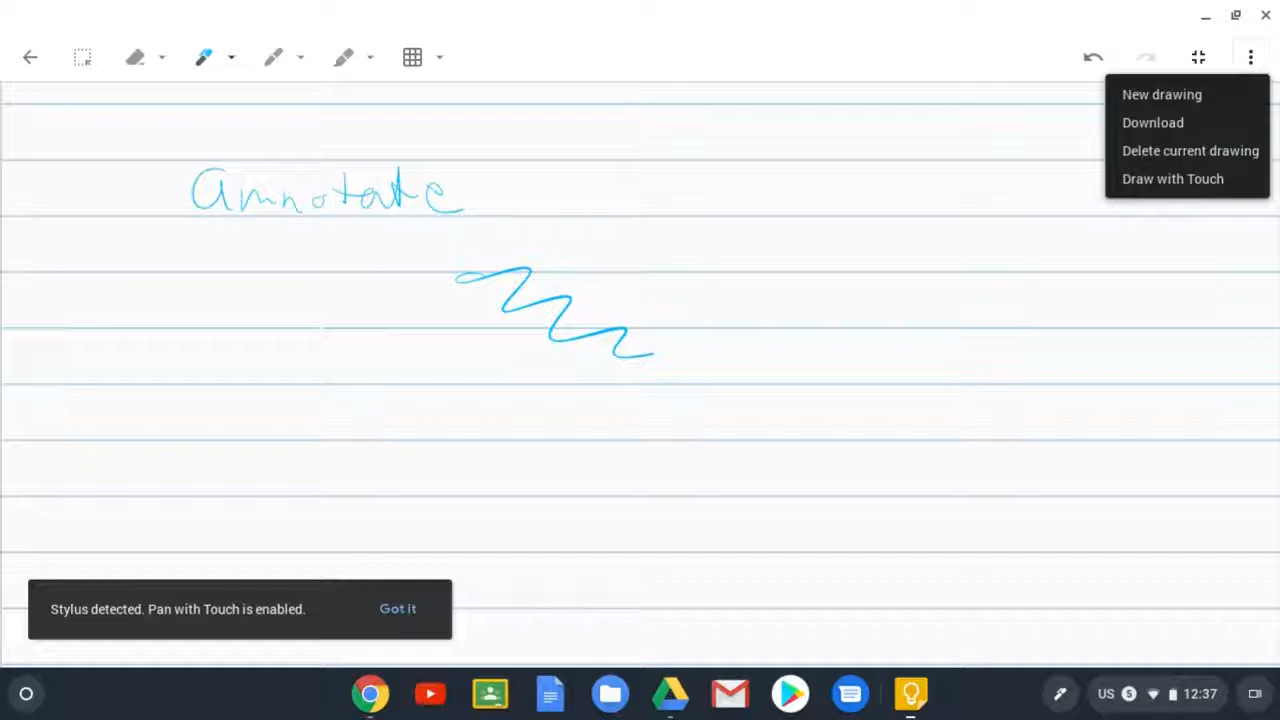 New drawing
Download
Delete current drawing
Draw with Touch
Annotate
Stylus detected. Pan with Touch is enabled. Got it
US 5 12:37